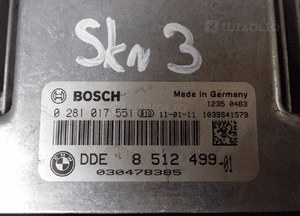 Skn 3
BOSCH
Made in Germany
1235 0463
0 281 017 551 11-01-11 1039S41579
DDE 8 512 499-01
030478385